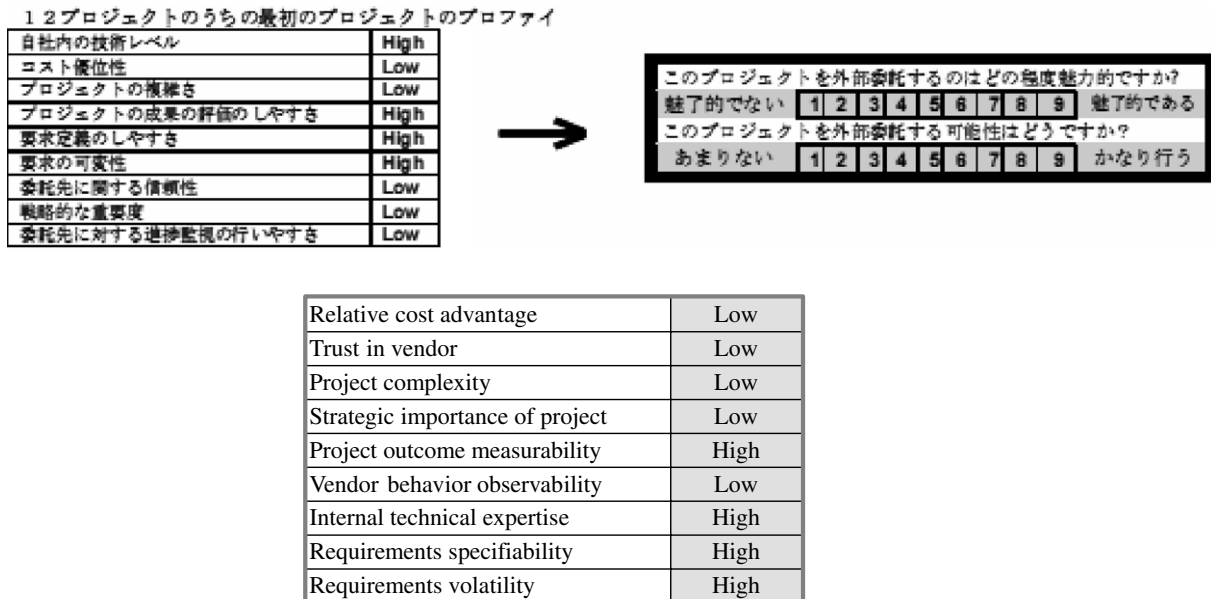 12プロジェクトのうちの最初のプロジェクトのプロファイ
自社内の技術レベル High
コスト優位性 Low
プロジェクトの複雑さ Low
プロジェクトの成果の評価のしやすさ High
要求定義のしやすさ High
要求の可変性 High
委託先に関する信頼性 Low
戦略的な重要度 Low
委託先に対する進捗監視の行いやすさ Low
このプロジェクトを外部委託するのはどの程度魅力的ですか?
魅了的でない 1 2 3 4 5 6 7 8 9 魅了的である
このプロジェクトを外部委託する可能性はどうですか?
あまりない 1 2 3 4 5 6 7 8 9 かなり行う
Relative cost advantage Low
Trust in vendor Low
Project complexity Low
Strategic importance of project Low
Project outcome measurability High
Vendor behavior observability Low
Internal technical expertise High
Requirements specifiability High
Requirements volatility High